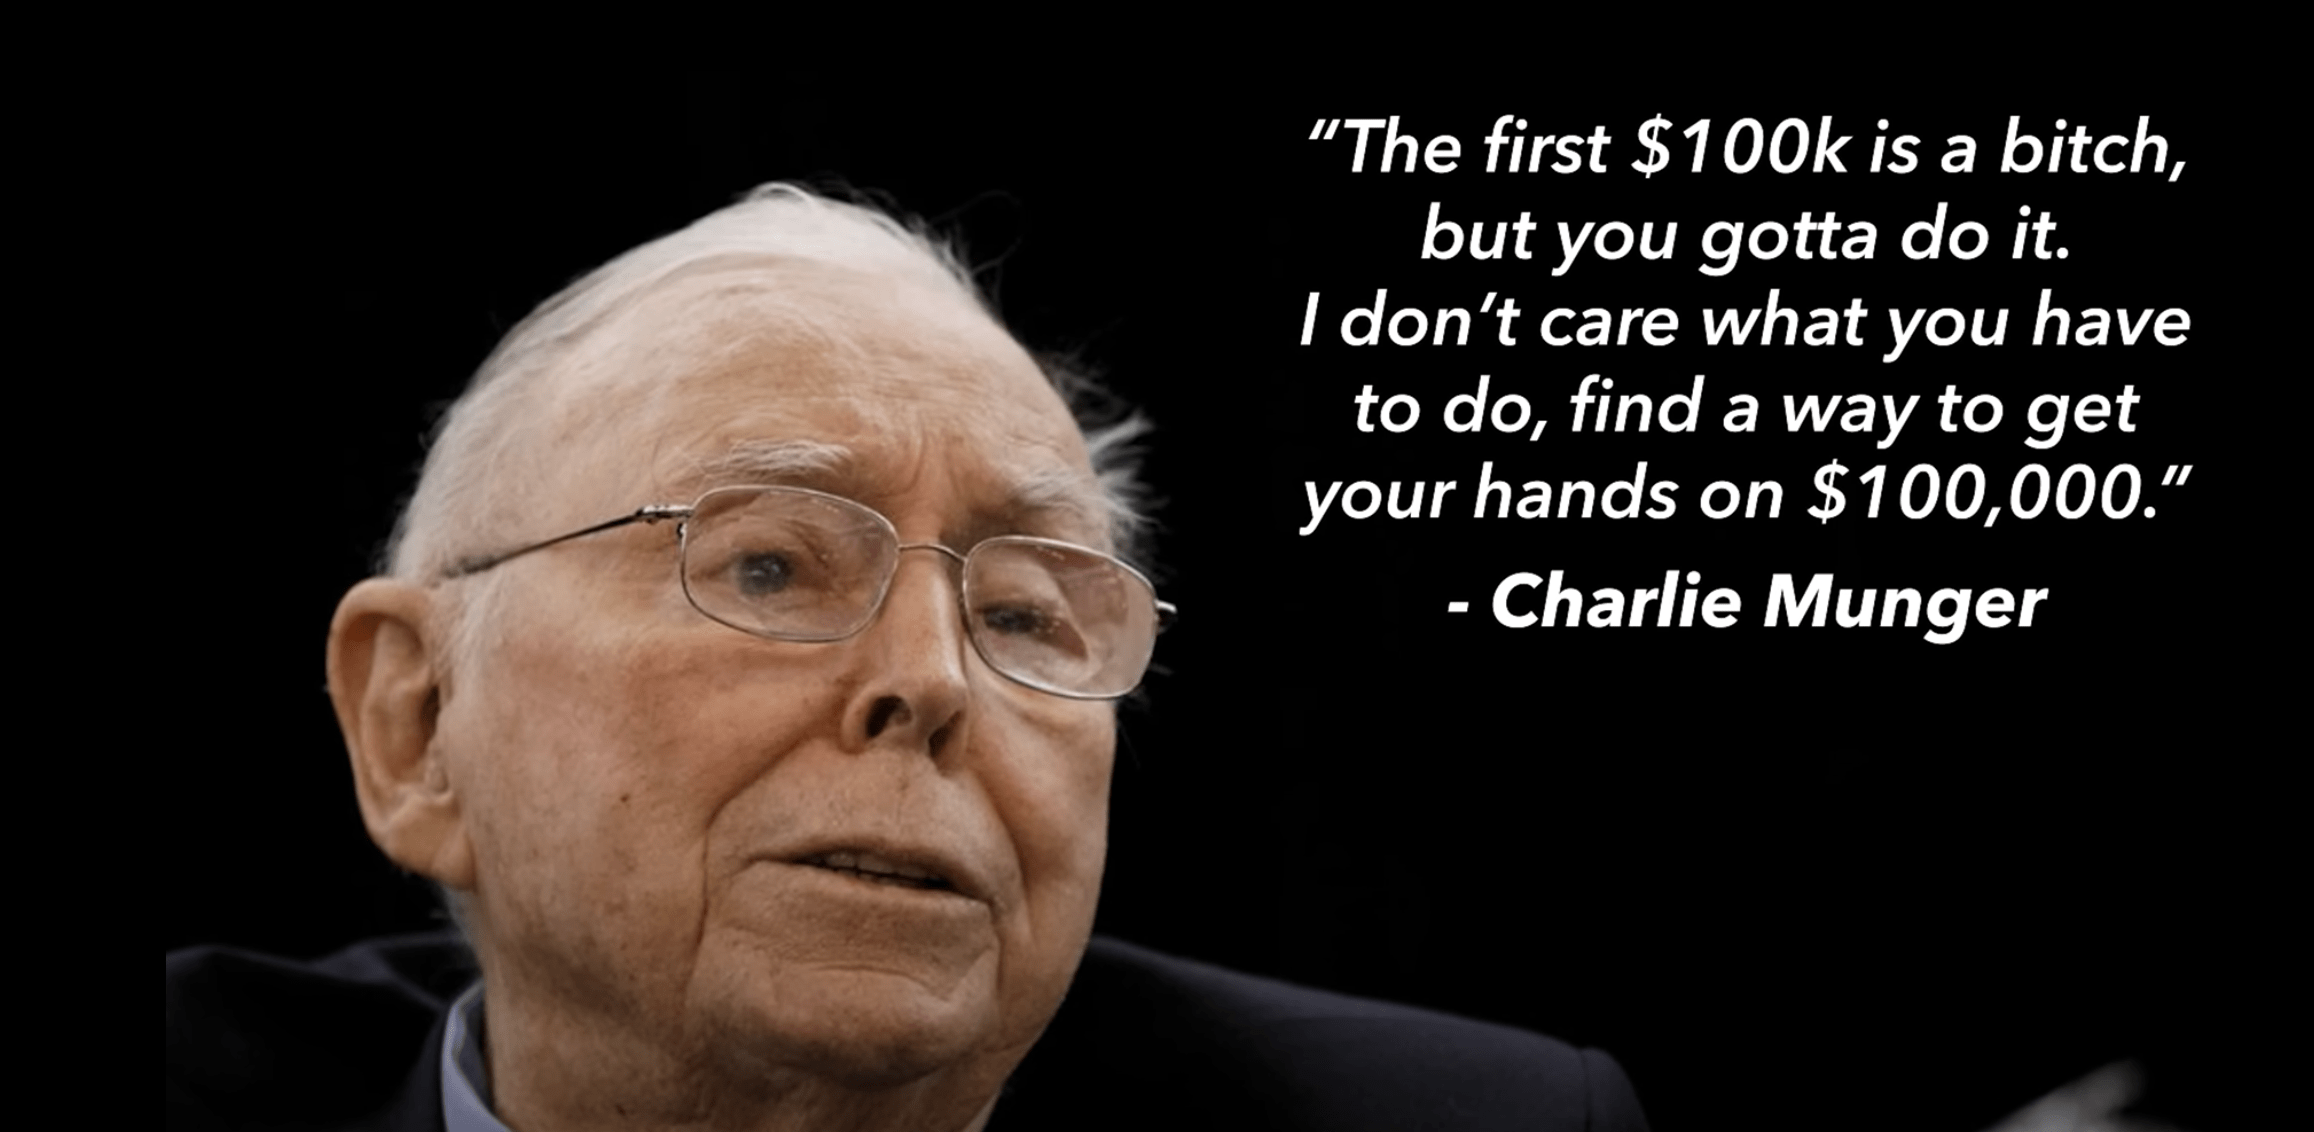 “The first $100k is a bitch,
but you gotta do it.
I don’t care what you have
to do, find a way to get
your hands on $100,000.”
- Charlie Munger